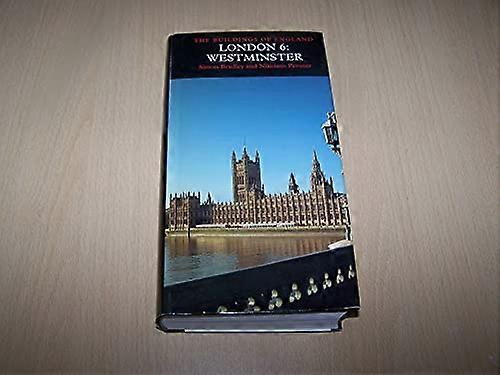 THE BUILDINGS OF ENGLAND
LONDON 6:
WESTMINSTER
Simon Bradley and Nikolaus Pevsner